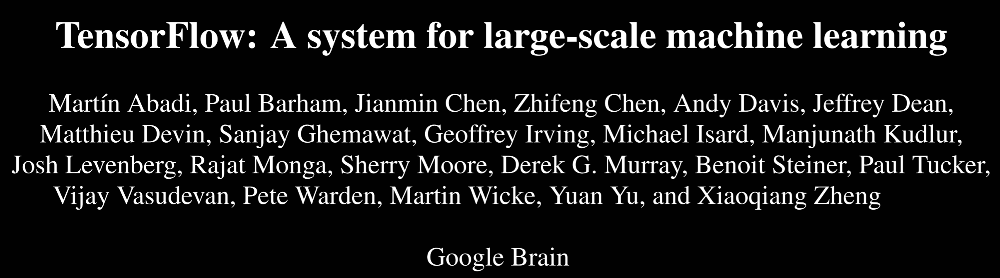 TensorFlow: A system for large-scale machine learning
Martín Abadi, Paul Barham, Jianmin Chen, Zhifeng Chen, Andy Davis, Jeffrey Dean,
Matthieu Devin, Sanjay Ghemawat, Geoffrey Irving, Michael Isard, Manjunath Kudlur,
Josh Levenberg, Rajat Monga, Sherry Moore, Derek G. Murray, Benoit Steiner, Paul Tucker,
Vijay Vasudevan, Pete Warden, Martin Wicke, Yuan Yu, and Xiaoqiang Zheng
Google Brain